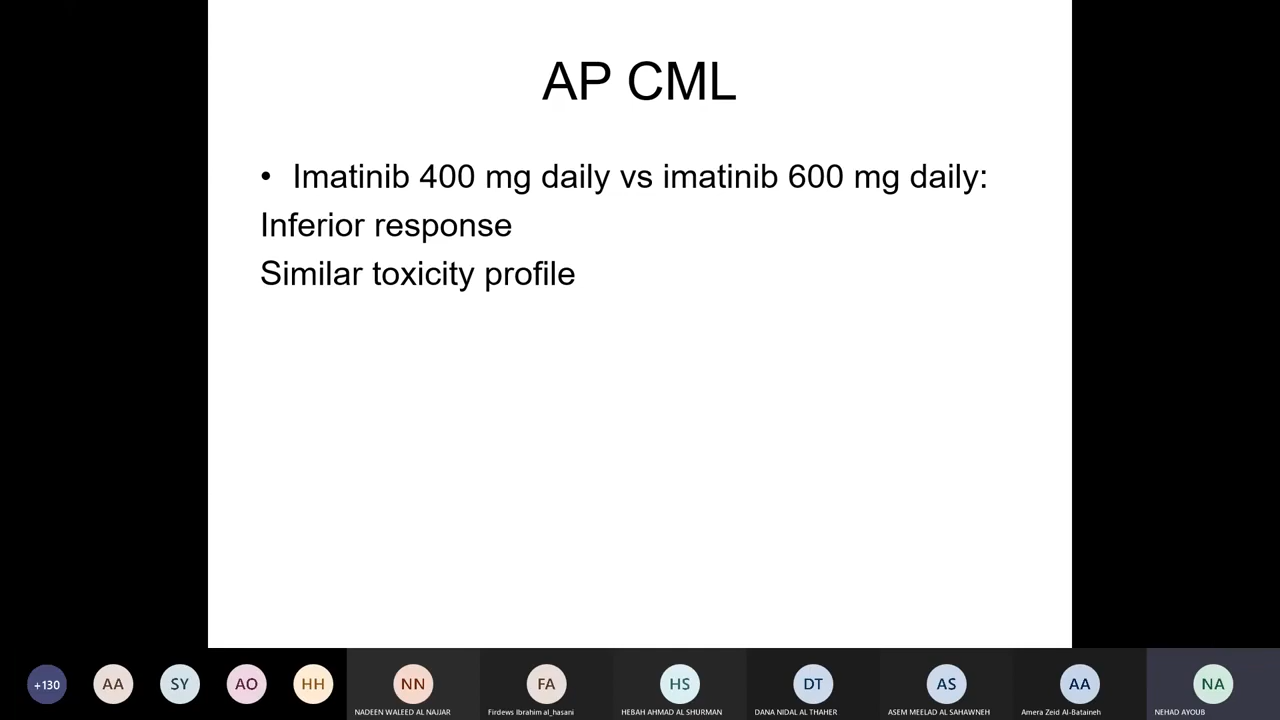 AP CML
• Imatinib 400 mg daily vs imatinib 600 mg daily:
Inferior response
Similar toxicity profile
+130 AA SY AO HH NN FA HS DT AS AA NA
NADEEN WALEED AL NAJJAR Firdews Ibrahim al_hasani HEBAH AHMAD AL SHURMAN DANA NIDAL AL THAHER ASEM MEELAD AL SAHAWNEH Amera Zeid Al-Bataineh NEHAD AYOUB